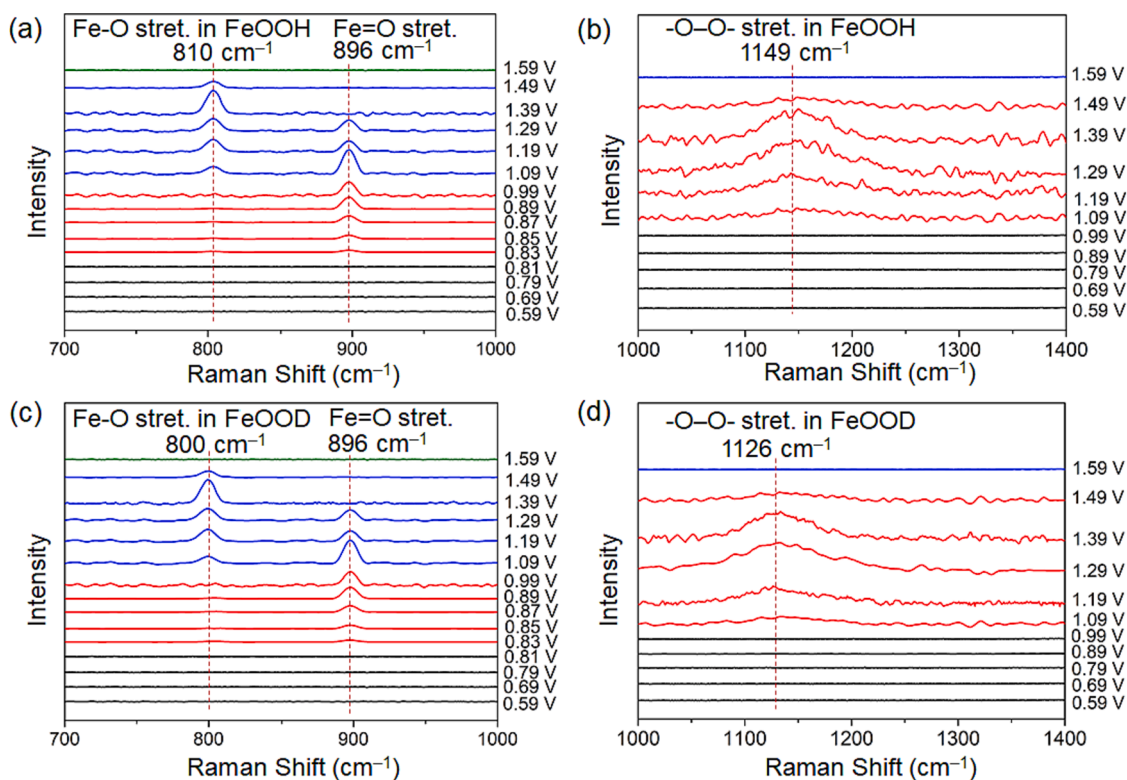 (a)
Fe-O stret. in FeOOH
810 cm⁻¹
Fe=O stret.
896 cm⁻¹
1.59 V
1.49 V
1.39 V
1.29 V
1.19 V
1.09 V
0.99 V
0.89 V
0.87 V
0.85 V
0.83 V
0.81 V
0.79 V
0.69 V
0.59 V
Intensity
700 800 900 1000
Raman Shift (cm⁻¹)
(b)
-O–O- stret. in FeOOH
1149 cm⁻¹
1.59 V
1.49 V
1.39 V
1.29 V
1.19 V
1.09 V
0.99 V
0.89 V
0.79 V
0.69 V
0.59 V
Intensity
1000 1100 1200 1300 1400
Raman Shift (cm⁻¹)
(c)
Fe-O stret. in FeOOD
800 cm⁻¹
Fe=O stret.
896 cm⁻¹
1.59 V
1.49 V
1.39 V
1.29 V
1.19 V
1.09 V
0.99 V
0.89 V
0.87 V
0.85 V
0.83 V
0.81 V
0.79 V
0.69 V
0.59 V
Intensity
700 800 900 1000
Raman Shift (cm⁻¹)
(d)
-O–O- stret. in FeOOD
1126 cm⁻¹
1.59 V
1.49 V
1.39 V
1.29 V
1.19 V
1.09 V
0.99 V
0.89 V
0.79 V
0.69 V
0.59 V
Intensity
1000 1100 1200 1300 1400
Raman Shift (cm⁻¹)